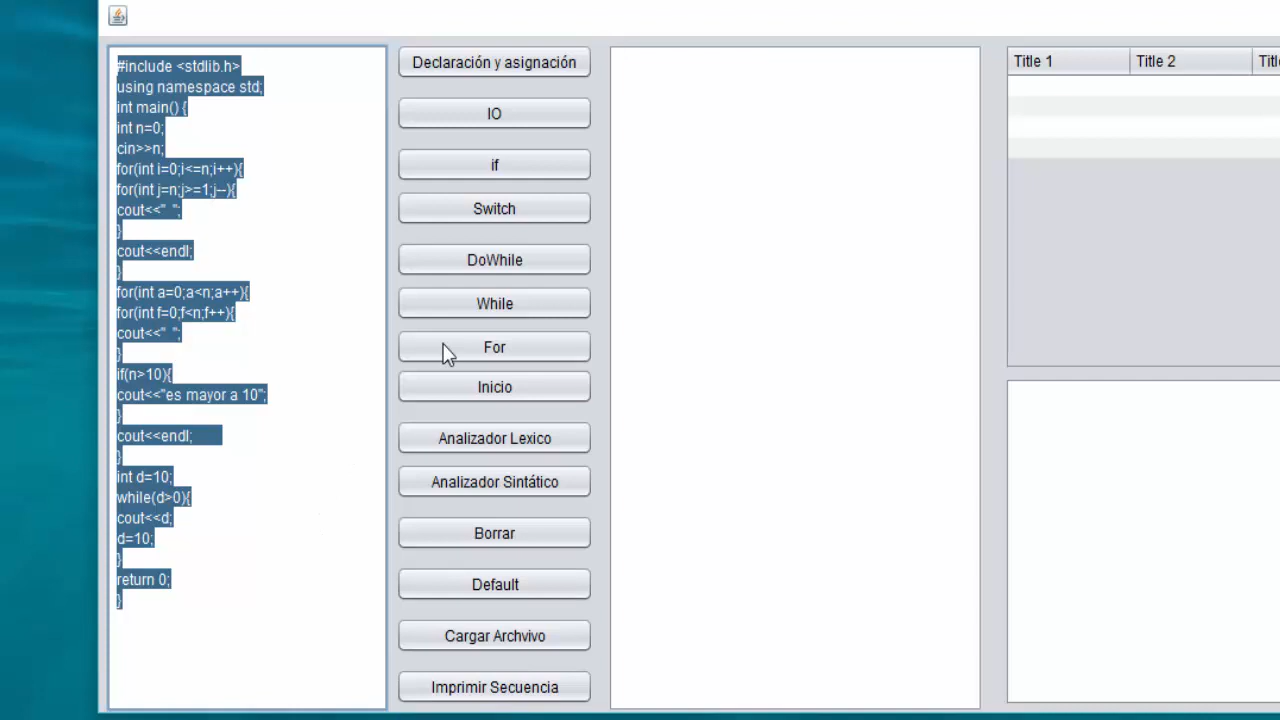 #include <stdlib.h>
using namespace std;
int main() {
int n=0;
cin>>n;
for(int i=0;i<=n;i++){
for(int j=n;j>=1;j--){
cout<<"  ";
}
cout<<endl;
}
for(int a=0;a<n;a++){
for(int f=0;f<n;f++){
cout<<"  ";
}
if(n>10){
cout<<"es mayor a 10";
}
cout<<endl;
}
int d=10;
while(d>0){
cout<<d;
d=10;
}
return 0;
}
Declaración y asignación
IO
if
Switch
DoWhile
While
For
Inicio
Analizador Lexico
Analizador Sintático
Borrar
Default
Cargar Archvivo
Imprimir Secuencia
Title 1 Title 2